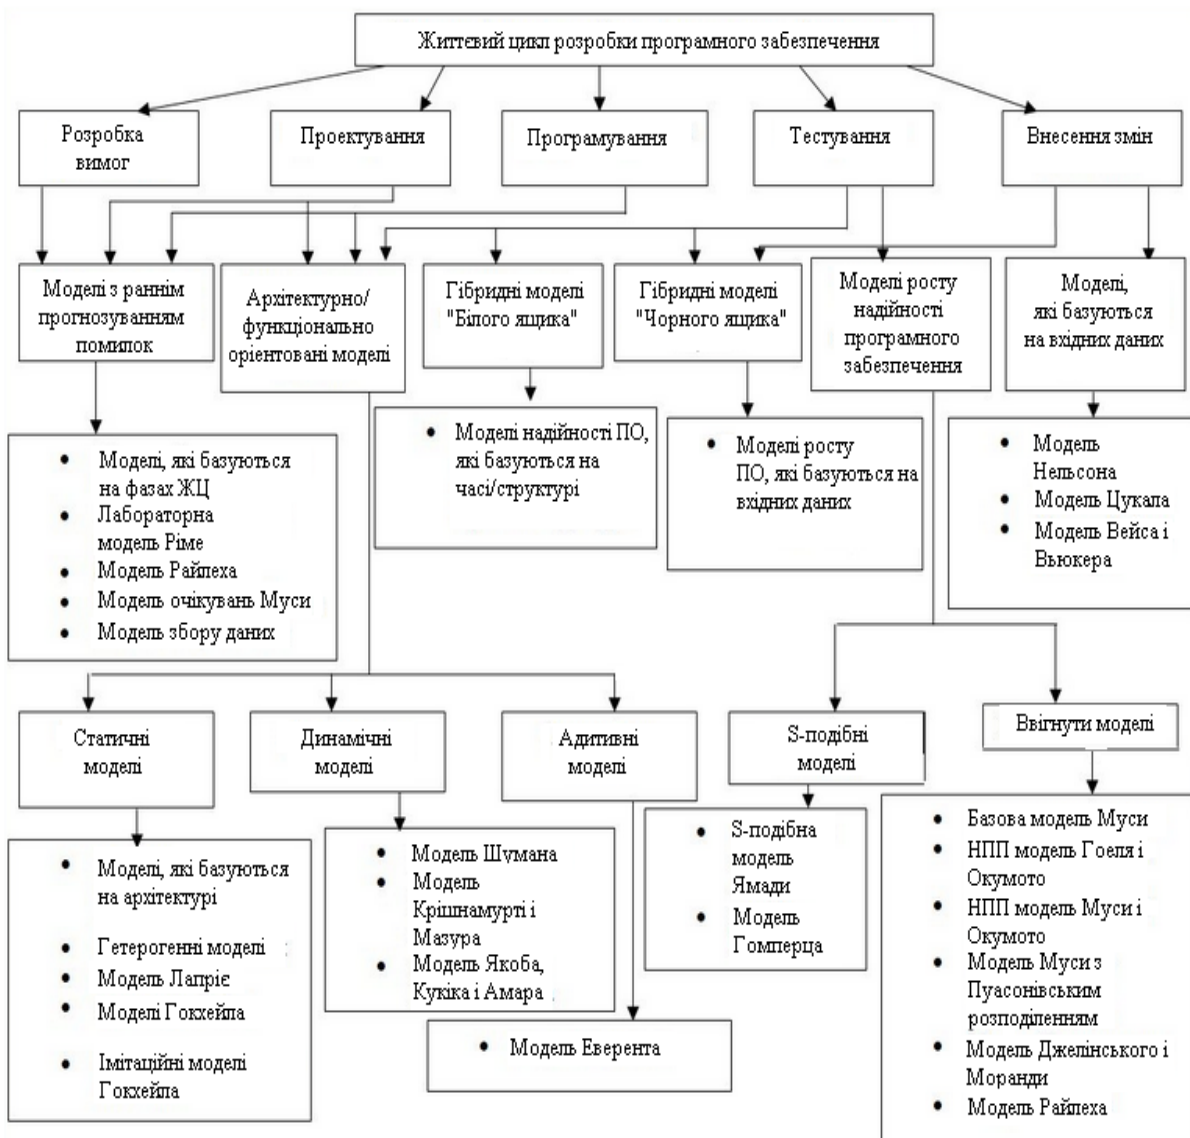 Життєвий цикл розробки програмного забезпечення
Розробка
вимог
Проектування
Програмування
Тестування
Внесення змін
Моделі з раннім
прогнозуванням
помилок
Архітектурно/
функціонально
орієнтовані моделі
Гібридні моделі
"Білого ящика"
Гібридні моделі
"Чорного ящика"
Моделі росту
надійності
програмного
забезпечення
Моделі,
які базуються
на вхідних даних
• Моделі, які базуються
на фазах ЖЦ
• Лабораторна
модель Ріме
• Модель Райлеха
• Модель очікувань Муси
• Модель збору даних
• Моделі надійності ПО,
які базуються на
часі/структурі
• Моделі росту
ПО, які базуються на
вхідних даних
• Модель
Нельсона
• Модель Цукала
• Модель Вейса і
Вьюкера
Статичні
моделі
Динамічні
моделі
Адитивні
моделі
S-подібні
моделі
Ввігнуті моделі
• Моделі, які базуються
на архітектурі
• Гетерогенні моделі
• Модель Лапріє
• Моделі Гокхейла
• Імітаційні моделі
Гокхейла
• Модель Шумана
• Модель
Крішнамурті і
Мазура
• Модель Якоба,
Кукіка і Амара
• Модель Еверента
• S-подібна
модель
Ямади
• Модель
Гомперца
• Базова модель Муси
• НПП модель Гоеля і
Окумото
• НПП модель Муси і
Окумото
• Модель Муси з
Пуасонівським
розподіленням
• Модель Джелінського і
Моранди
• Модель Райлеха